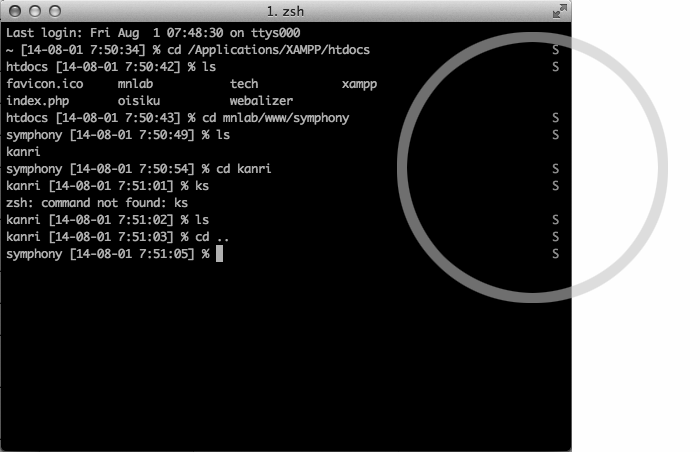 1. zsh
Last login: Fri Aug  1 07:48:30 on ttys000
~ [14-08-01 7:50:34] % cd /Applications/XAMPP/htdocs S
htdocs [14-08-01 7:50:42] % ls S
favicon.ico mnlab tech xampp
index.php oisiku webalizer
htdocs [14-08-01 7:50:43] % cd mnlab/www/symphony S
symphony [14-08-01 7:50:49] % ls S
kanri
symphony [14-08-01 7:50:54] % cd kanri S
kanri [14-08-01 7:51:01] % ks S
zsh: command not found: ks
kanri [14-08-01 7:51:02] % ls S
kanri [14-08-01 7:51:03] % cd .. S
symphony [14-08-01 7:51:05] % S